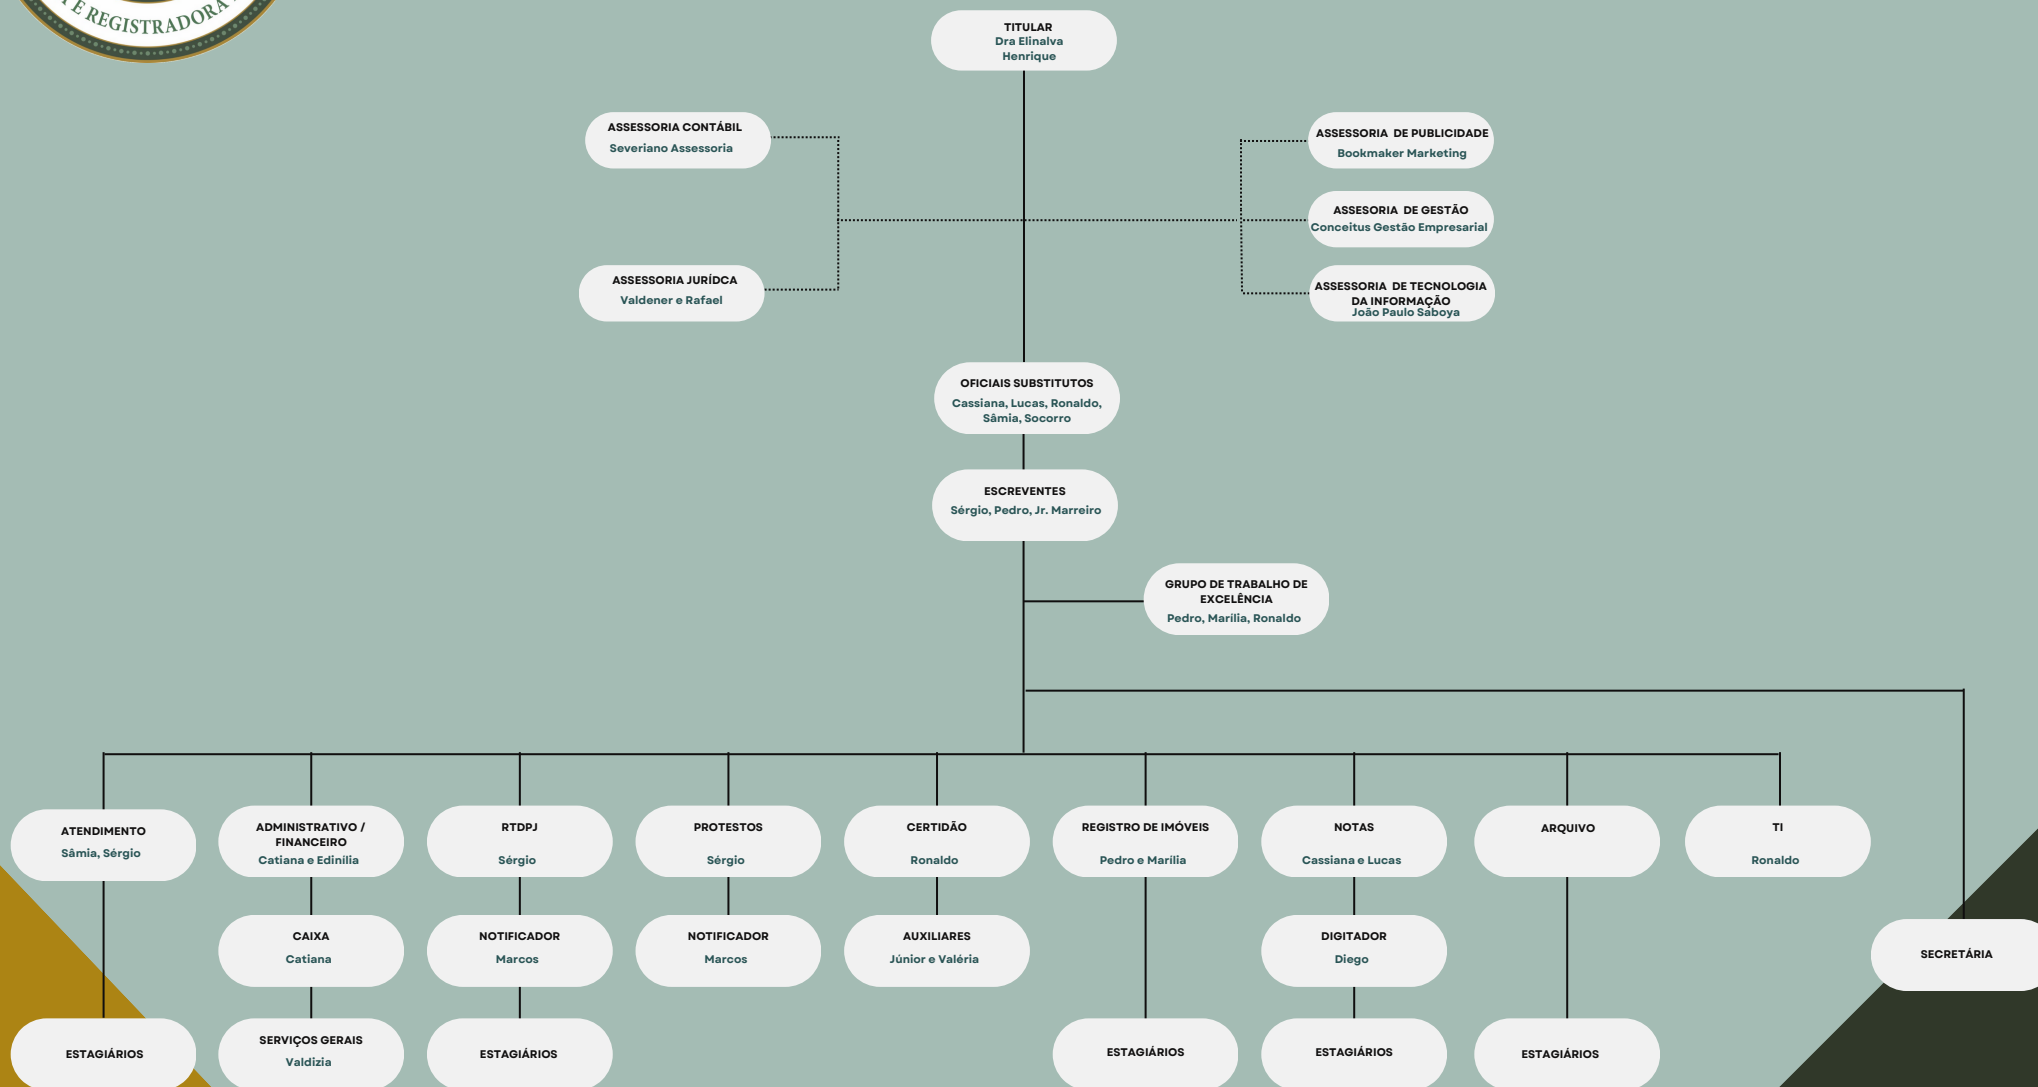 E REGISTRADORA
TITULAR
Dra Elinalva
Henrique
ASSESSORIA CONTÁBIL
Severiano Assessoria
ASSESSORIA DE PUBLICIDADE
Bookmaker Marketing
ASSESORIA DE GESTÃO
Conceitus Gestão Empresarial
ASSESSORIA JURÍDCA
Valdener e Rafael
ASSESSORIA DE TECNOLOGIA
DA INFORMAÇÃO
João Paulo Saboya
OFICIAIS SUBSTITUTOS
Cassiana, Lucas, Ronaldo,
Sâmia, Socorro
ESCREVENTES
Sérgio, Pedro, Jr. Marreiro
GRUPO DE TRABALHO DE
EXCELÊNCIA
Pedro, Marília, Ronaldo
ATENDIMENTO
Sâmia, Sérgio
ADMINISTRATIVO /
FINANCEIRO
Catiana e Edinília
RTDPJ
Sérgio
PROTESTOS
Sérgio
CERTIDÃO
Ronaldo
REGISTRO DE IMÓVEIS
Pedro e Marília
NOTAS
Cassiana e Lucas
ARQUIVO
TI
Ronaldo
CAIXA
Catiana
NOTIFICADOR
Marcos
NOTIFICADOR
Marcos
AUXILIARES
Júnior e Valéria
DIGITADOR
Diego
SECRETÁRIA
ESTAGIÁRIOS
SERVIÇOS GERAIS
Valdizia
ESTAGIÁRIOS
ESTAGIÁRIOS
ESTAGIÁRIOS
ESTAGIÁRIOS